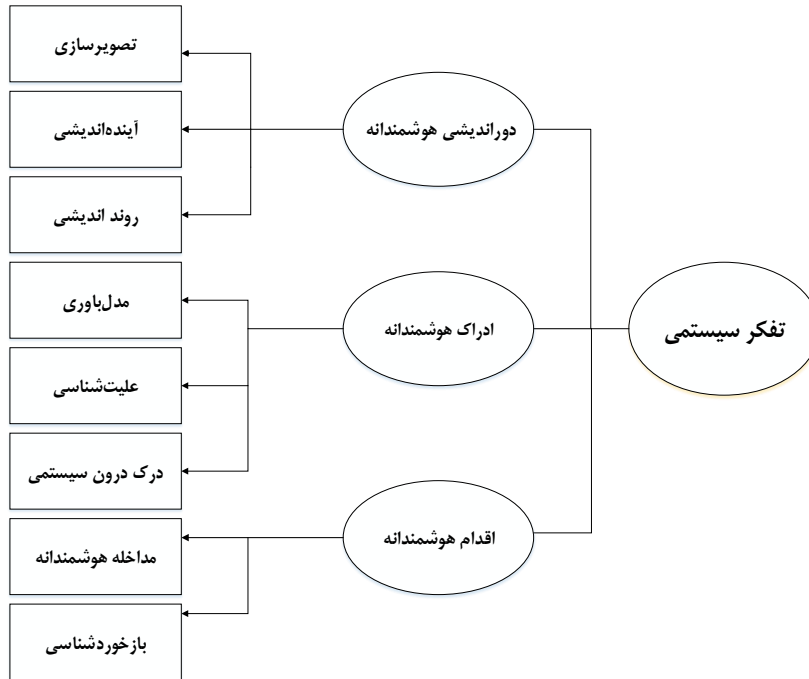 تفکر سیستمی
دوراندیشی هوشمندانه
تصویرسازی
آینده‌اندیشی
روند اندیشی
ادراک هوشمندانه
مدل‌باوری
علیت‌شناسی
درک درون سیستمی
اقدام هوشمندانه
مداخله هوشمندانه
بازخوردشناسی